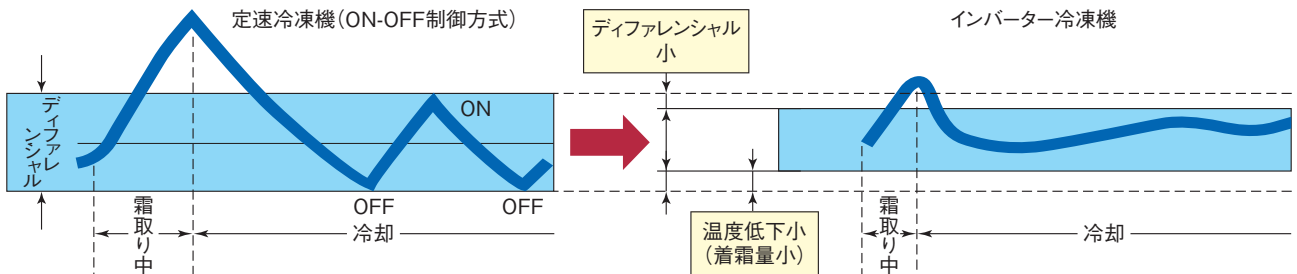 定速冷凍機(ON-OFF制御方式)
ディファレンシャル
ON
OFF
OFF
霜取り中
冷却
ディファレンシャル
小
温度低下小
(着霜量小)
インバーター冷凍機
霜取り中
冷却